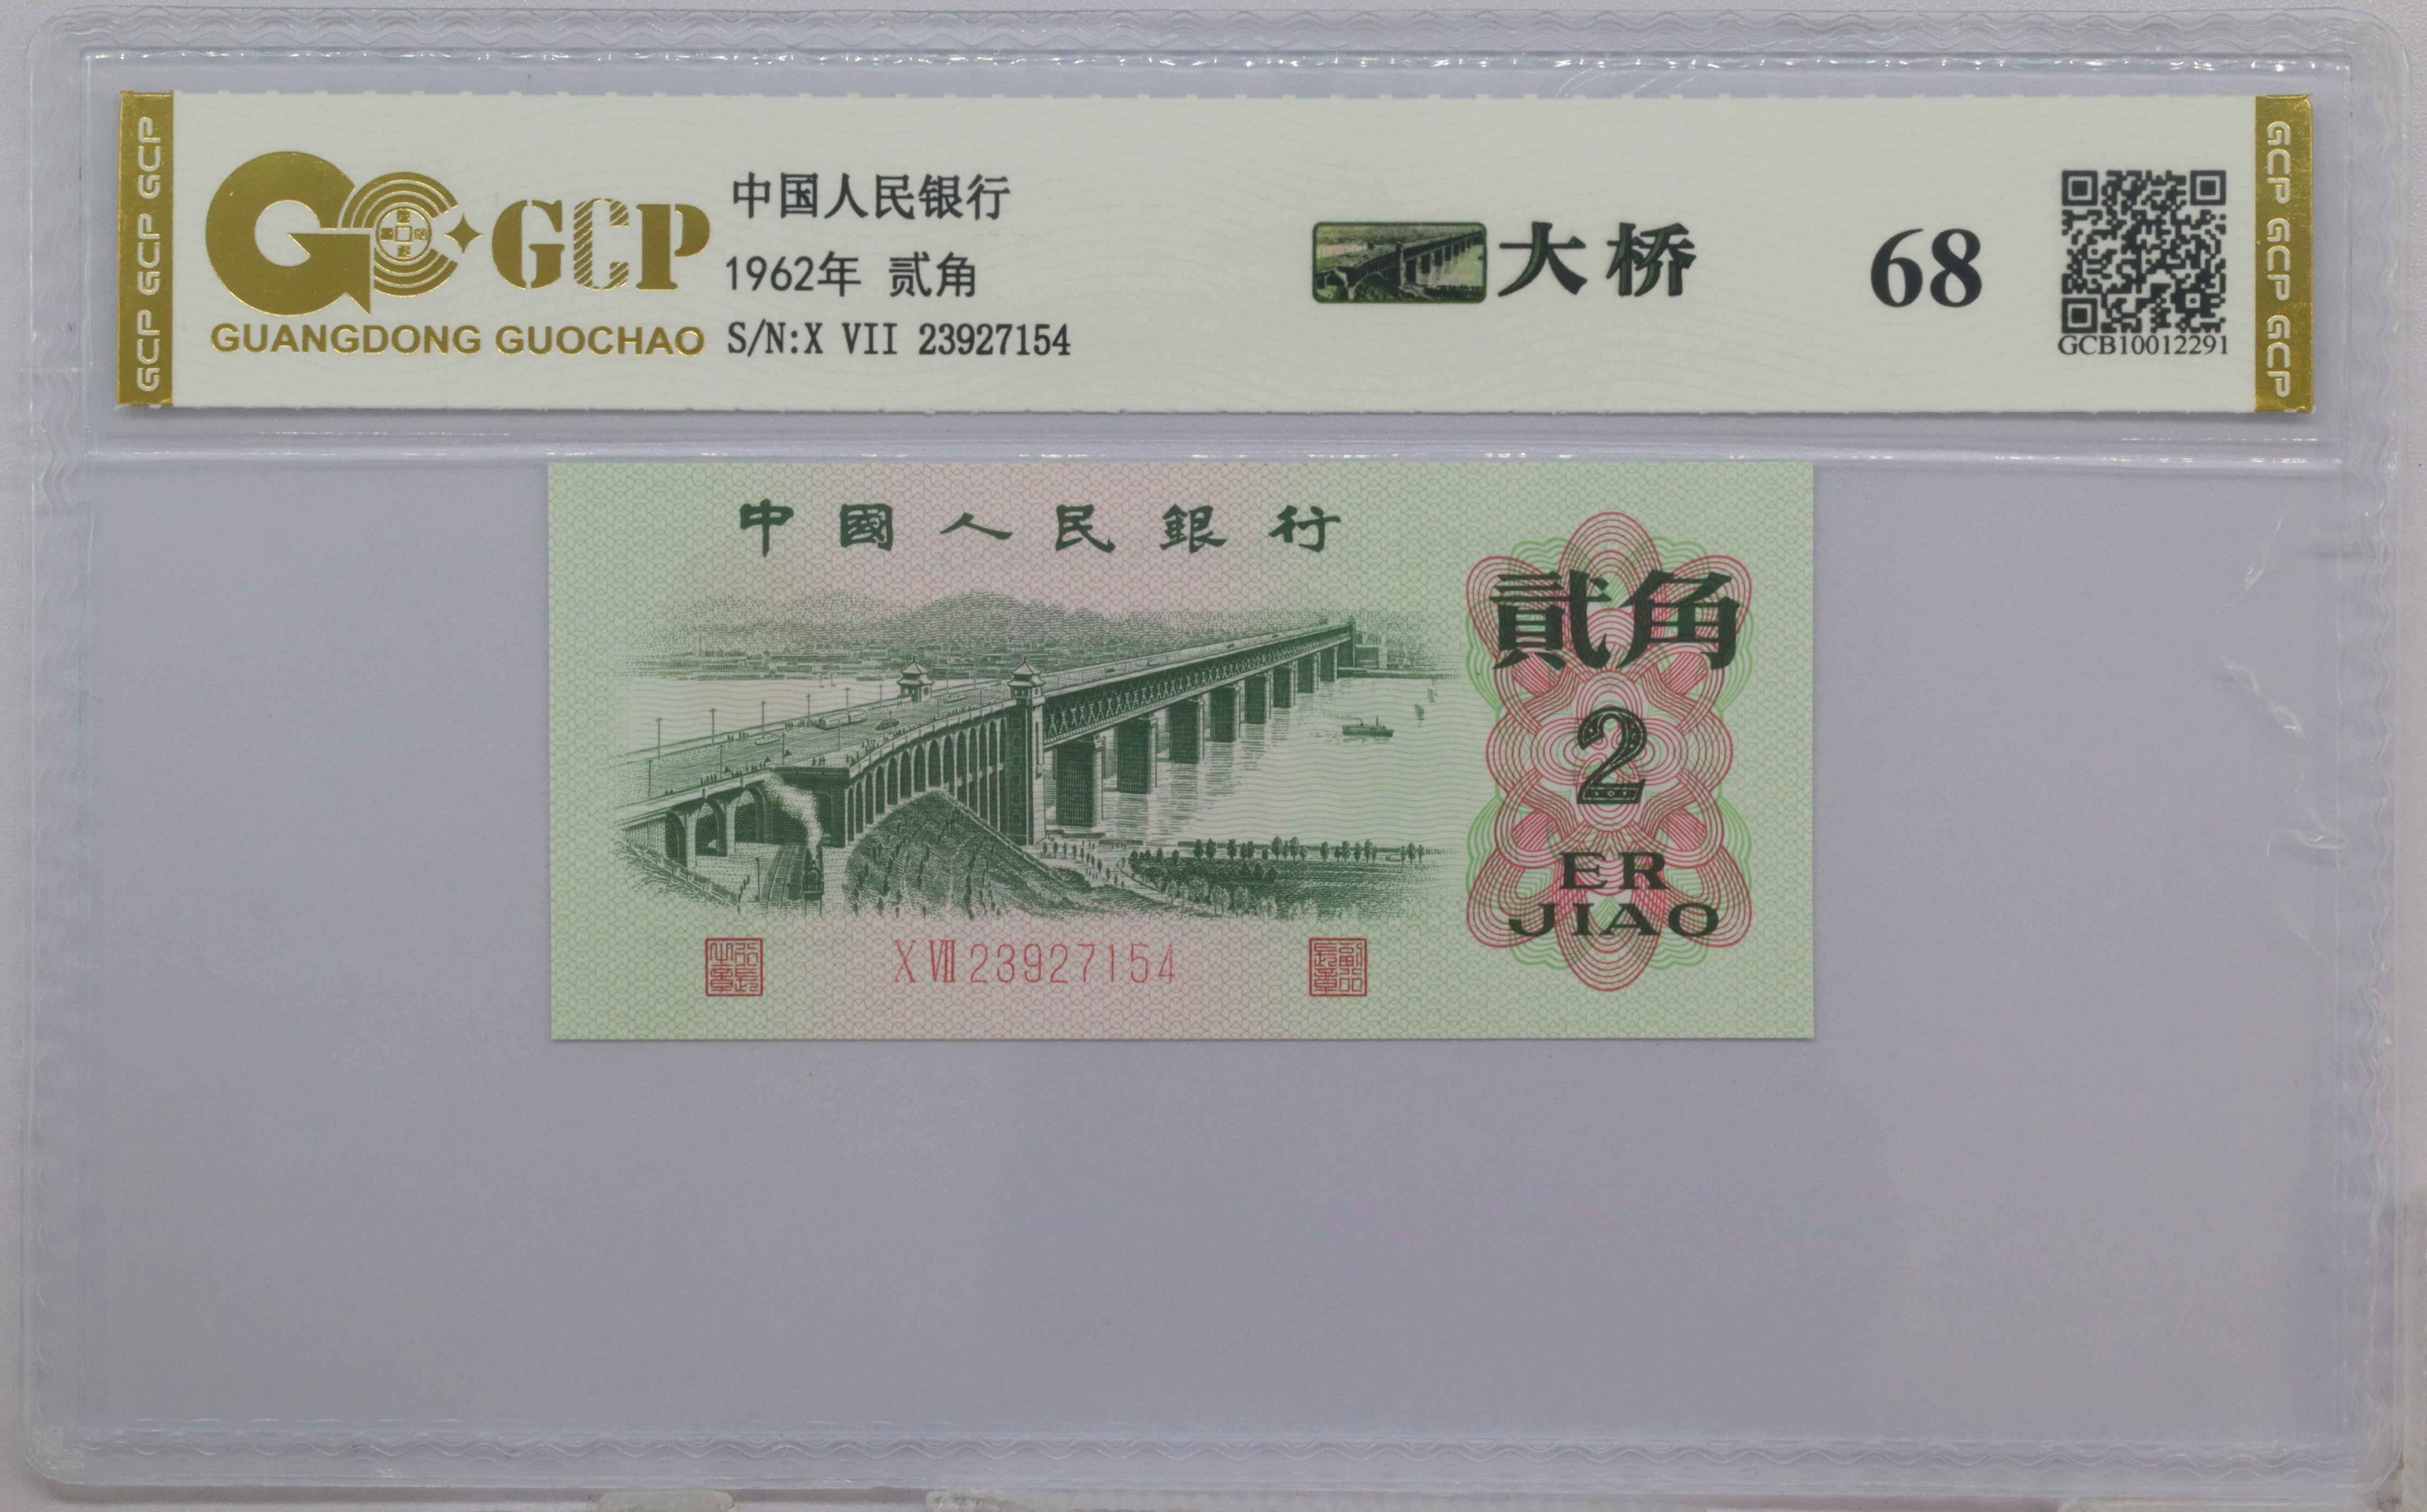 GCP GCP GCP
GCP
GUANGDONG GUOCHAO
中国人民银行
1962年 贰角
S/N:X VII 23927154
大桥
68
GCB10012291
GCP GCP GCP
中國人民銀行
貳角
2
ER
JIAO
X VII 23927154